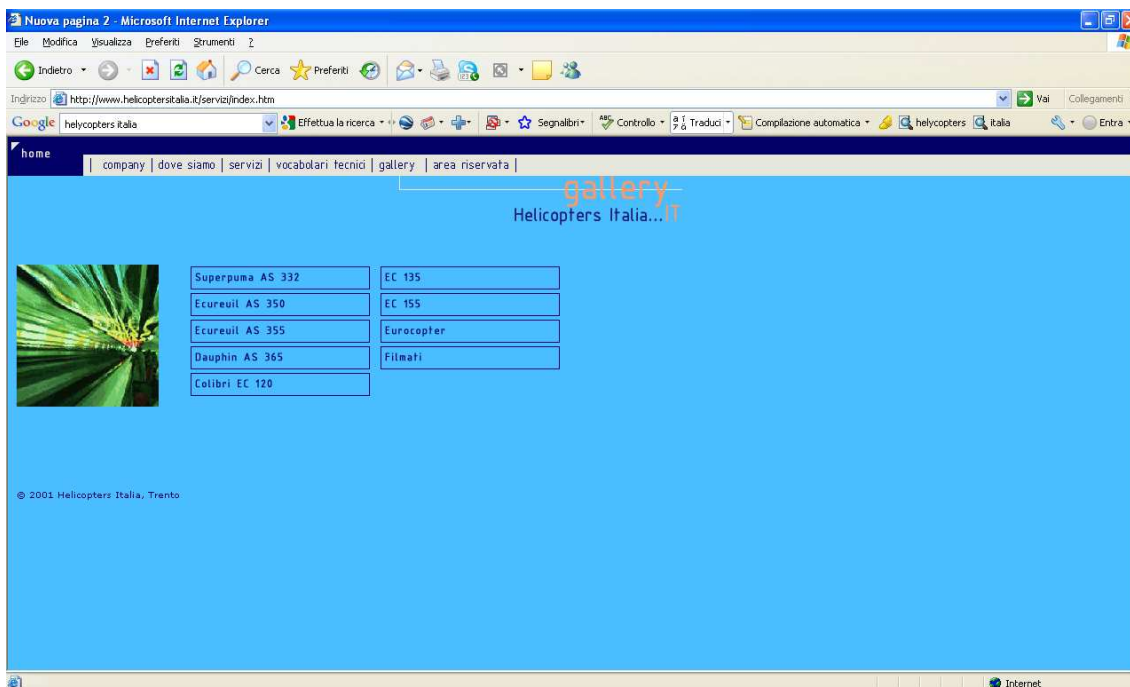 Nuova pagina 2 - Microsoft Internet Explorer
File Modifica Visualizza Preferiti Strumenti ?
Indietro Cerca Preferiti
Indirizzo http://www.helicoptersitalia.it/servizi/index.htm Vai Collegamenti
Google helycopters italia Effettua la ricerca Segnalibri ABC Controllo Traduci Compilazione automatica helycopters italia Entra
home
| company | dove siamo | servizi | vocabolari tecnici | gallery | area riservata |
gallery
Helicopters Italia...IT
Superpuma AS 332 EC 135
Ecureuil AS 350 EC 155
Ecureuil AS 355 Eurocopter
Dauphin AS 365 Filmati
Colibri EC 120
© 2001 Helicopters Italia, Trento
Internet